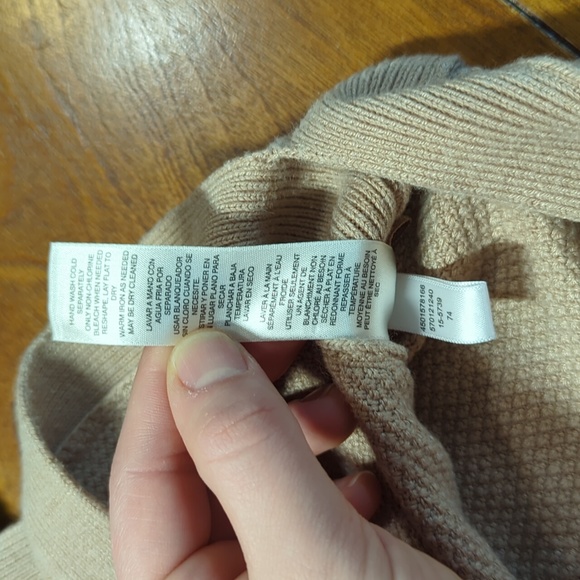 HAND WASH COLD
SEPARATELY
ONLY NON-CHLORINE
BLEACH WHEN NEEDED
RESHAPE, LAY FLAT TO
DRY
WARM IRON AS NEEDED
MAY BE DRY CLEANED
LAVAR A MANO CON
AGUA FRIA POR
SEPARADO
USAR BLANQUEADOR
CLORO CUANDO SE
NECESITE
ESTIRAR Y PONER EN
LUGAR PLANO PARA
SECAR
PLANCHAR A BAJA
TEMPERATURA
LAVAR EN SECO
LAVER À LA MAIN
SÉPARÉMENT À L'EAU
FROIDE
UTILISER SEULEMENT
UN AGENT DE
BLANCHIMENT NON
CHLORÉ AU BESOIN
SÉCHER À PLAT EN
REDONNANT FORME
REPASSER À
TEMPÉRATURE
MOYENNE AU BESOIN
PEUT ÊTRE NETTOYÉ À
SEC
4501578166
5701212400
15-5739
74